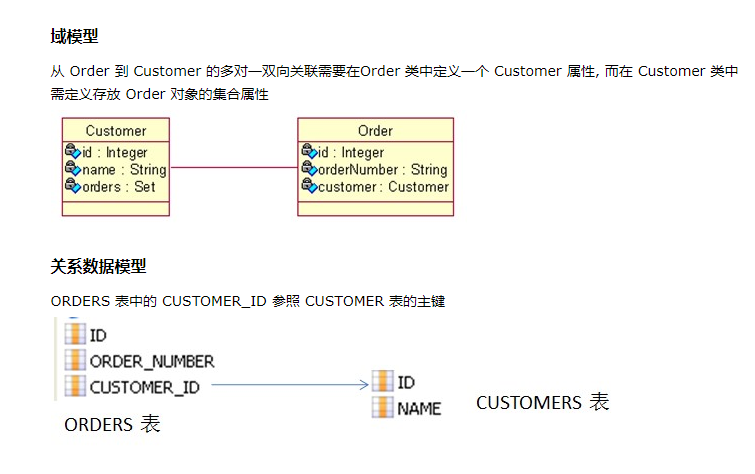 域模型
从 Order 到 Customer 的多对一双向关联需要在Order 类中定义一个 Customer 属性, 而在 Customer 类中
需定义存放 Order 对象的集合属性
Customer
id : Integer
name : String
orders : Set
Order
id : Integer
orderNumber : String
customer : Customer
关系数据模型
ORDERS 表中的 CUSTOMER_ID 参照 CUSTOMER 表的主键
ID
ORDER_NUMBER
CUSTOMER_ID
ORDERS 表
ID
NAME
CUSTOMERS 表